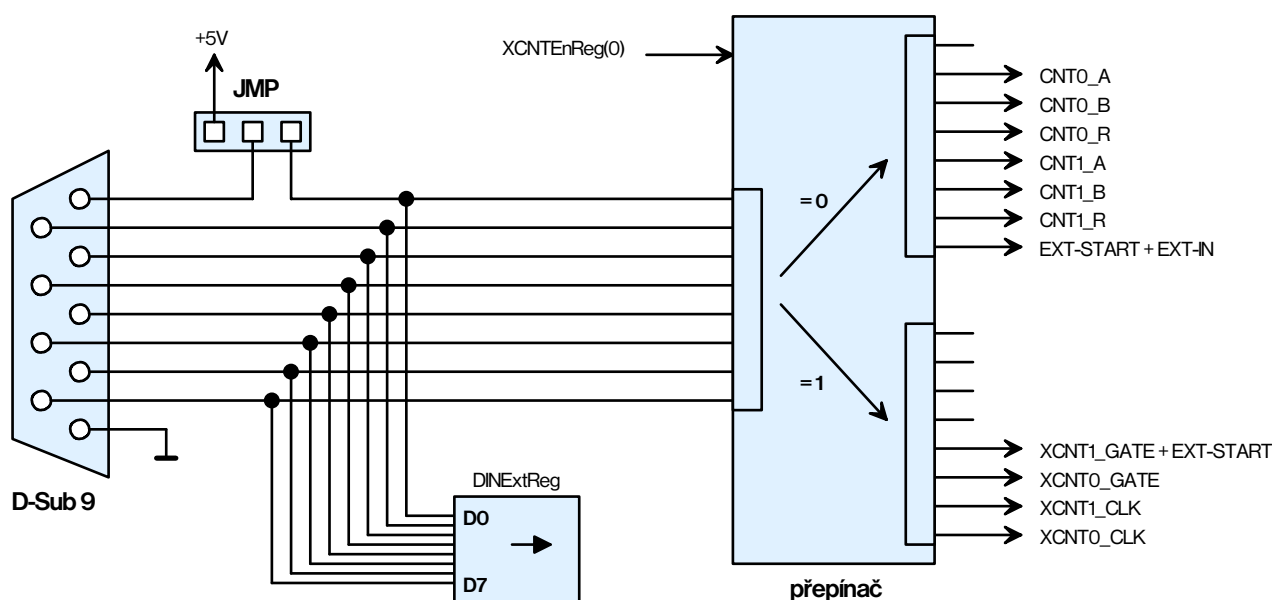 +5V
JMP
XCNTEnReg(0)
CNT0_A
CNT0_B
CNT0_R
CNT1_A
CNT1_B
CNT1_R
EXT-START + EXT-IN
= 0
= 1
XCNT1_GATE + EXT-START
XCNT0_GATE
XCNT1_CLK
XCNT0_CLK
D-Sub 9
DINExtReg
D0
D7
přepínač